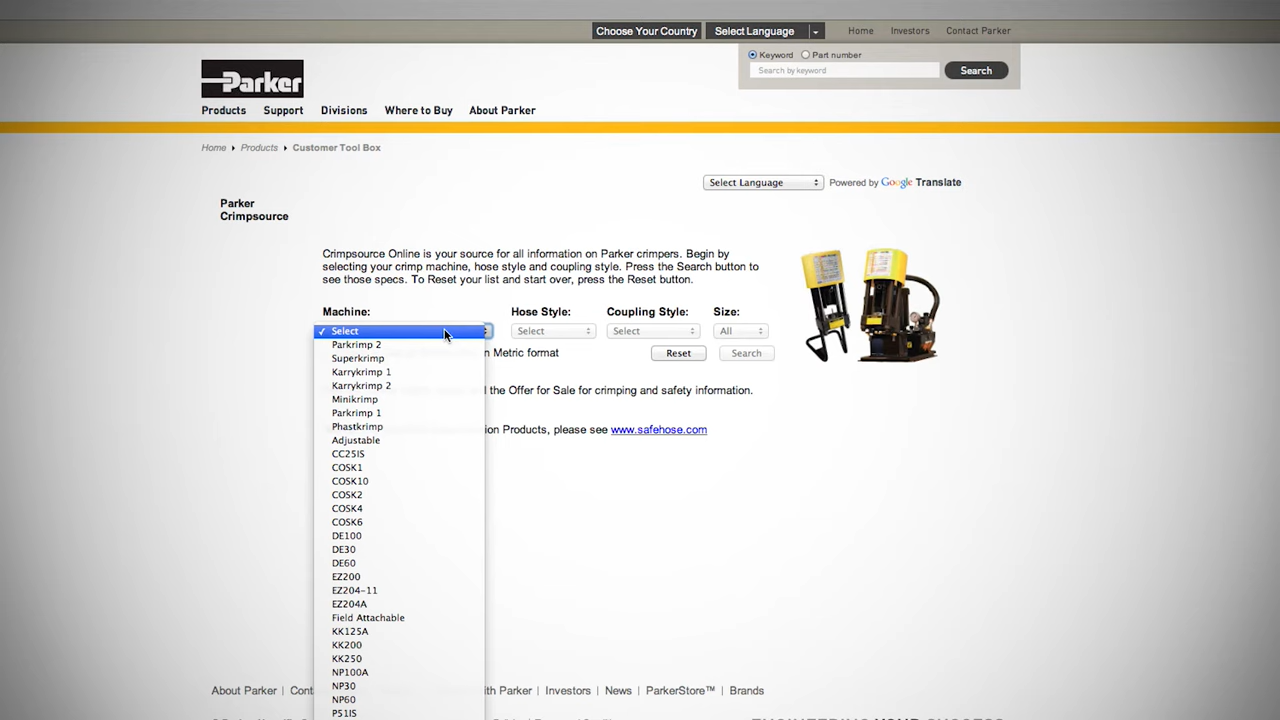 Choose Your Country Select Language Home Investors Contact Parker
Keyword Part number
Search by keyword Search
Parker
Products Support Divisions Where to Buy About Parker
Home Products Customer Tool Box
Select Language Powered by Google Translate
Parker
Crimpsource
Crimpsource Online is your source for all information on Parker crimpers. Begin by
selecting your crimp machine, hose style and coupling style. Press the Search button to
see those specs. To Reset your list and start over, press the Reset button.
Machine: Hose Style: Coupling Style: Size:
Select Select Select All
Parkrimp 2
n Metric format Reset Search
Superkrimp
Karrykrimp 1
Karrykrimp 2
the Offer for Sale for crimping and safety information.
Minikrimp
Parkrimp 1
Phastkrimp
ion Products, please see www.safehose.com
Adjustable
CC25IS
COSK1
COSK10
COSK2
COSK4
COSK6
DE100
DE30
DE60
EZ200
EZ204-11
EZ204A
Field Attachable
KK125A
KK200
KK250
NP100A
NP30
About Parker Cont th Parker Investors News ParkerStore™ Brands
NP60
P51IS